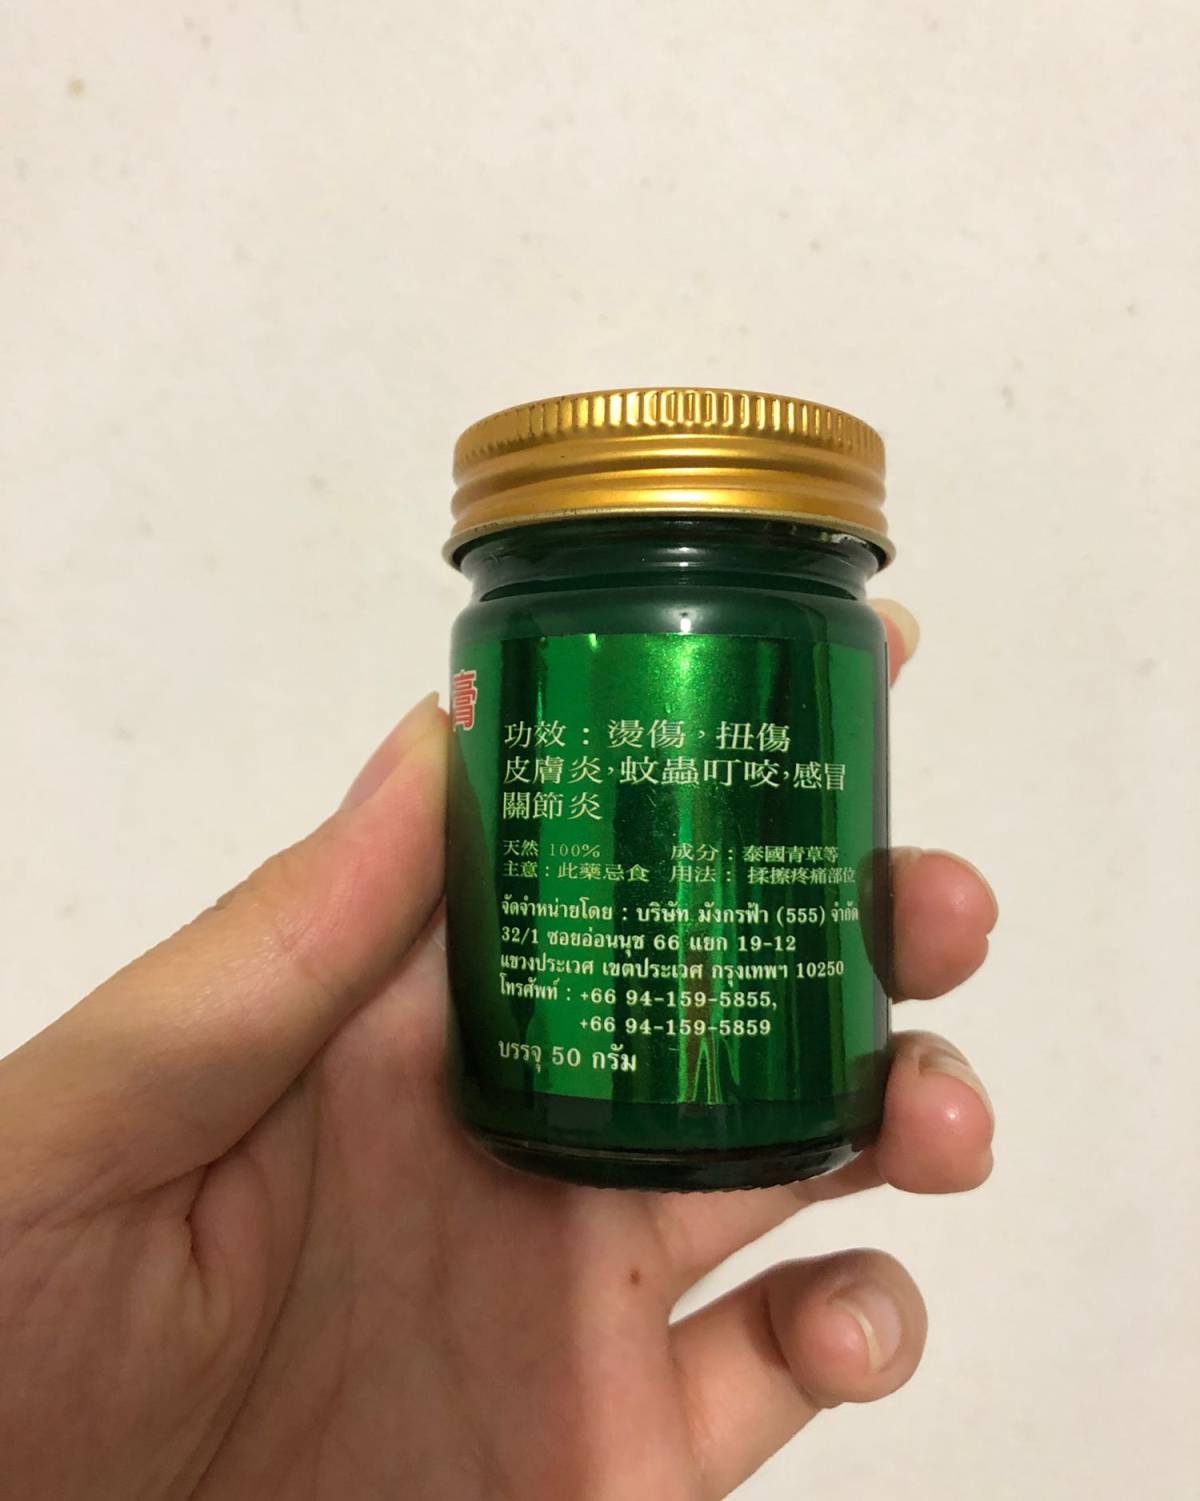 膏
功效：燙傷，扭傷
皮膚炎，蚊蟲叮咬，感冒
關節炎
天然 100% 成分：泰國青草等
主意：此藥忌食 用法：揉擦疼痛部位
จัดจำหน่ายโดย : บริษัท มังกรฟ้า (555) จำกัด
32/1 ซอยอ่อนนุช 66 แยก 19-12
แขวงประเวศ เขตประเวศ กรุงเทพฯ 10250
โทรศัพท์ : +66 94-159-5855,
+66 94-159-5859
บรรจุ 50 กรัม